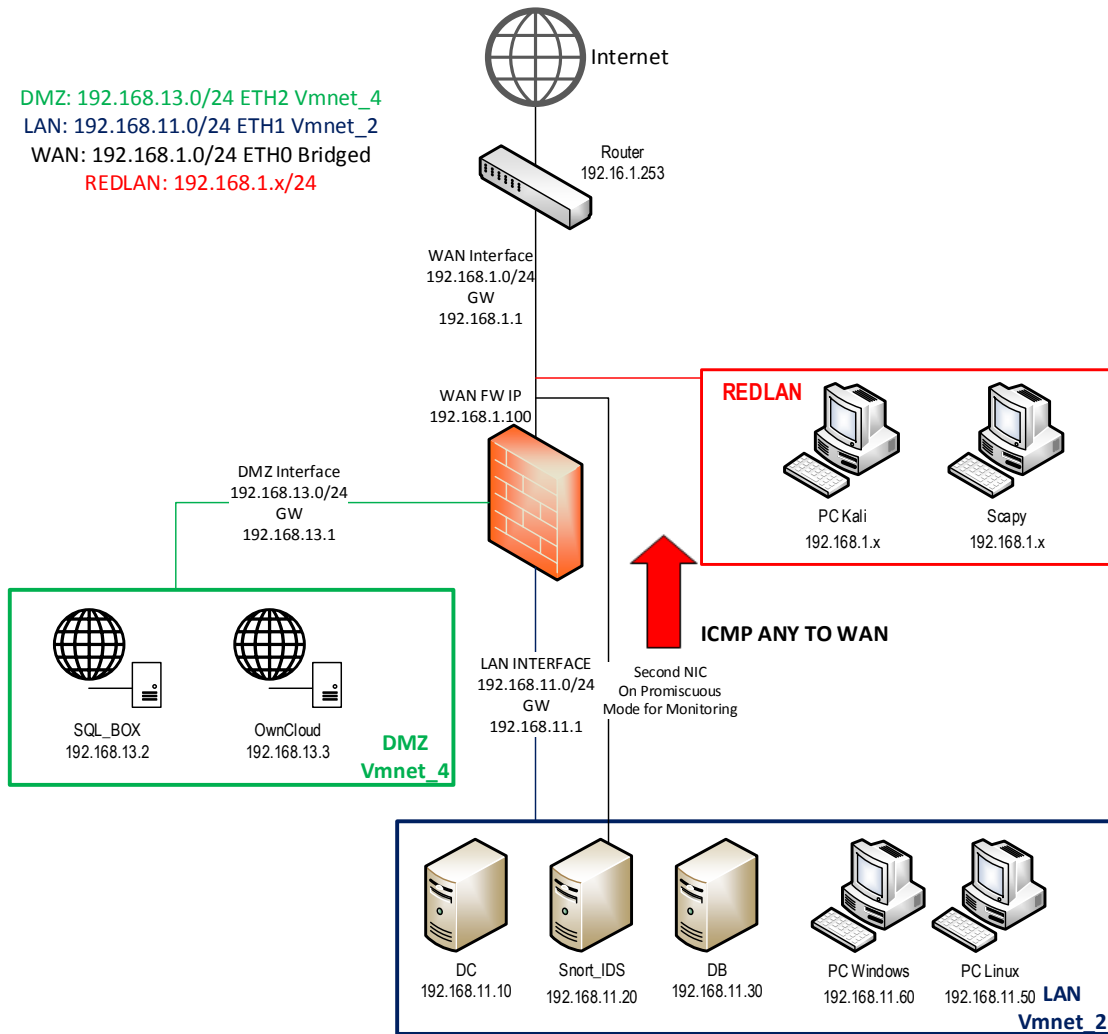 Internet
DMZ: 192.168.13.0/24 ETH2 Vmnet_4
LAN: 192.168.11.0/24 ETH1 Vmnet_2
WAN: 192.168.1.0/24 ETH0 Bridged
REDLAN: 192.168.1.x/24
Router
192.16.1.253
WAN Interface
192.168.1.0/24
GW
192.168.1.1
WAN FW IP
192.168.1.100
REDLAN
PC Kali
192.168.1.x
Scapy
192.168.1.x
DMZ Interface
192.168.13.0/24
GW
192.168.13.1
ICMP ANY TO WAN
Second NIC
On Promiscuous
Mode for Monitoring
LAN INTERFACE
192.168.11.0/24
GW
192.168.11.1
SQL_BOX
192.168.13.2
OwnCloud
192.168.13.3
DMZ
Vmnet_4
DC
192.168.11.10
Snort_IDS
192.168.11.20
DB
192.168.11.30
PC Windows
192.168.11.60
PC Linux
192.168.11.50
LAN
Vmnet_2